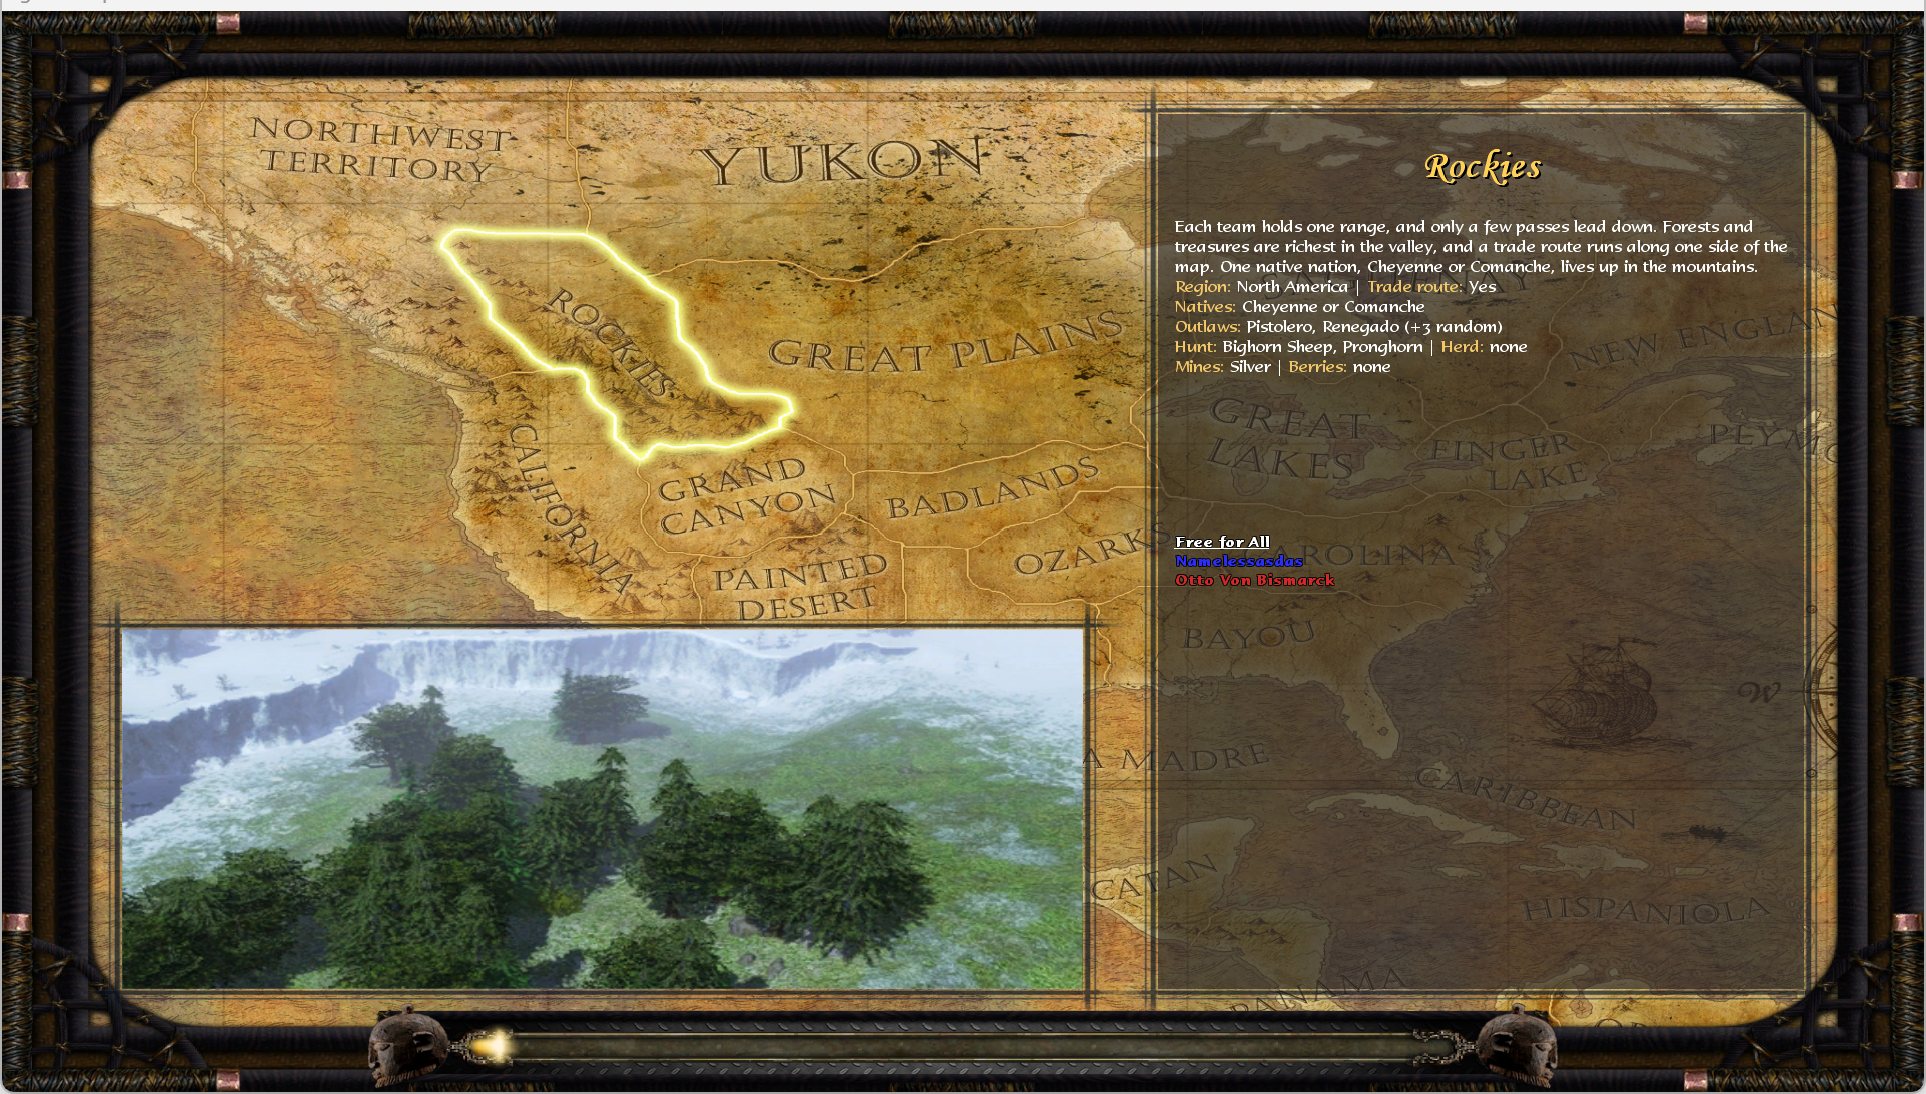 NORTHWEST
TERRITORY
YUKON
ROCKIES
GREAT PLAINS
CALIFORNIA
GRAND
CANYON
BADLANDS
PAINTED
DESERT
OZARKS
Rockies
Each team holds one range, and only a few passes lead down. Forests and
treasures are richest in the valley, and a trade route runs along one side of the
map. One native nation, Cheyenne or Comanche, lives up in the mountains.
Region: North America | Trade route: Yes
Natives: Cheyenne or Comanche
Outlaws: Pistolero, Renegado (+3 random)
Hunt: Bighorn Sheep, Pronghorn | Herd: none
Mines: Silver | Berries: none
NEW ENGLAN
GREAT
LAKES
FINGER
LAKE
PLYMO
Free for All
CAROLINA
Namelessasdas
Otto Von Bismarck
BAYOU
W
A MADRE
CARIBBEAN
CATAN
HISPANIOLA
PANAMA